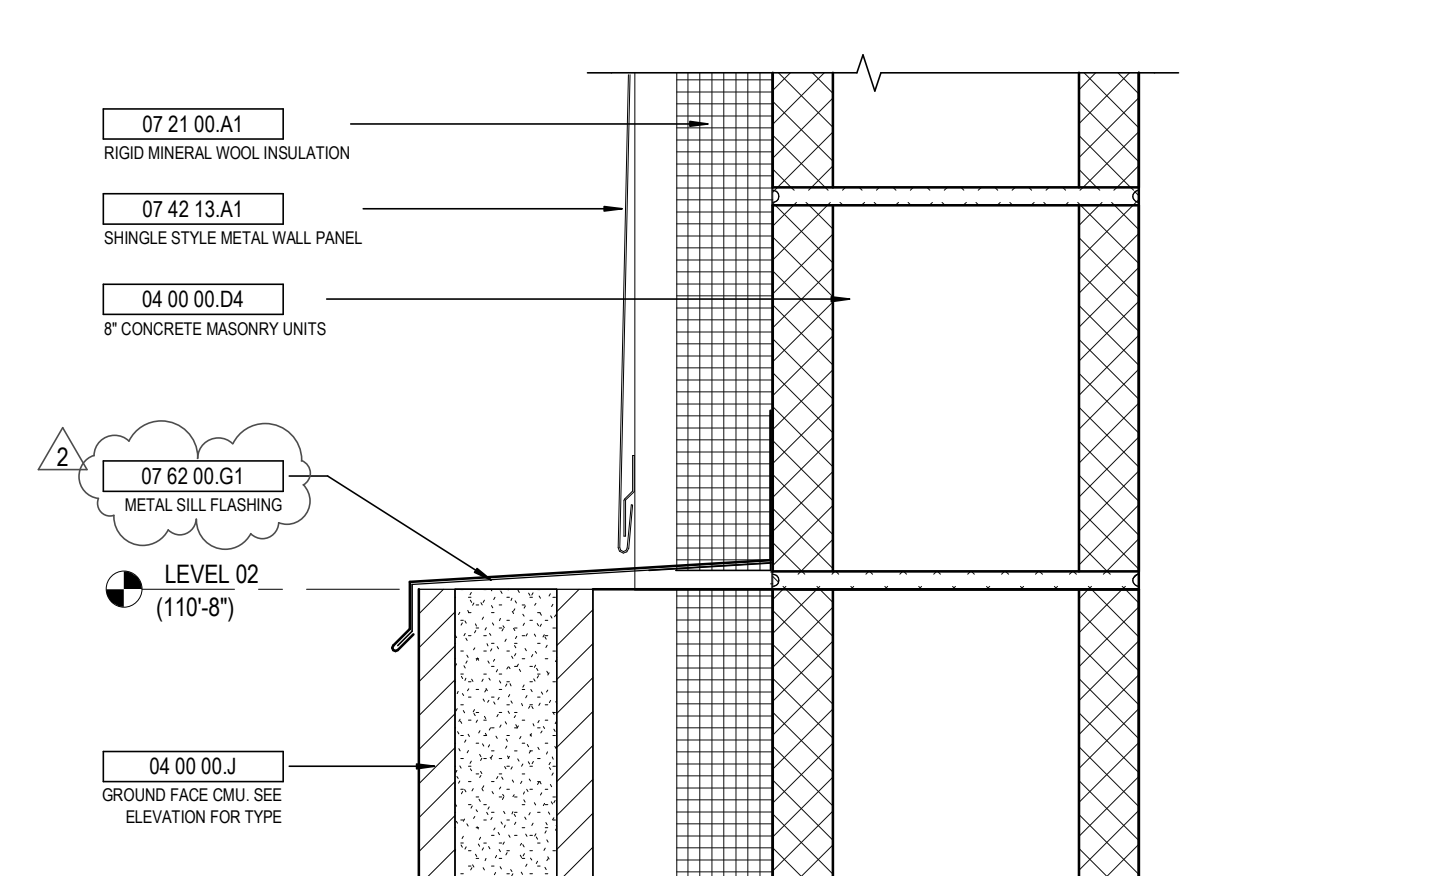 07 21 00.A1
RIGID MINERAL WOOL INSULATION
07 42 13.A1
SHINGLE STYLE METAL WALL PANEL
04 00 00.D4
8" CONCRETE MASONRY UNITS
2
07 62 00.G1
METAL SILL FLASHING
LEVEL 02
(110'-8")
04 00 00.J
GROUND FACE CMU. SEE
ELEVATION FOR TYPE